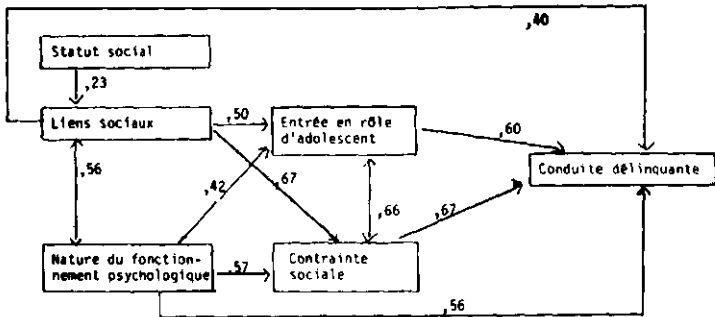 ,40
Statut social
,23
Liens sociaux
,50
Entrée en rôle
d'adolescent
,60
Conduite délinquante
,56
,42
,67
,66
,67
Nature du fonction-
nement psychologique
,57
Contrainte
sociale
,56